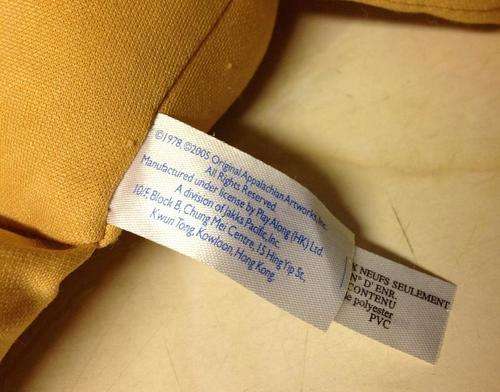 ©1978, ©2005 Original Appalachian Artworks, Inc.
All Rights Reserved.
Manufactured under license by Play Along (HK) Ltd.
A division of Jakks Pacific, Inc.
10/F, Block B, Chung Mei Centre, 15 Hing Yip St.,
Kwun Tong, Kowloon, Hong Kong.
X NEUFS SEULEMENT
N° D'ENR.
CONTENU
polyester
PVC